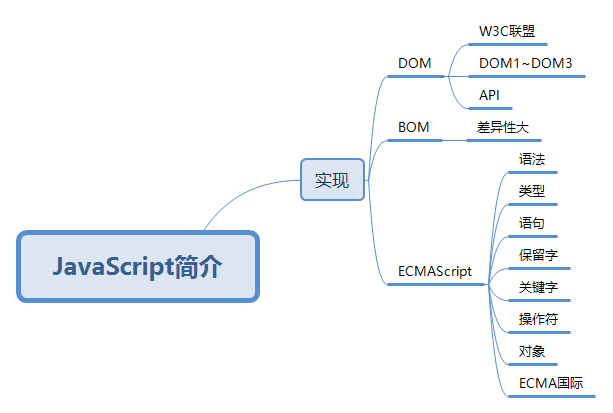 JavaScript简介
实现
DOM
W3C联盟
DOM1~DOM3
API
BOM
差异性大
ECMAScript
语法
类型
语句
保留字
关键字
操作符
对象
ECMA国际